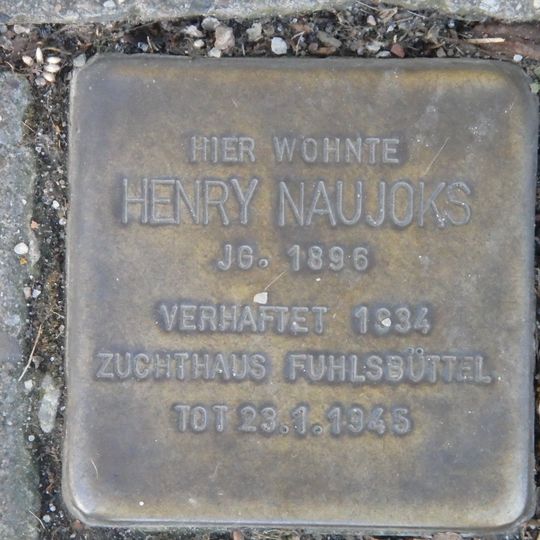 HIER WOHNTE
HENRY NAUJOKS
JG. 1896
VERHAFTET 1934
ZUCHTHAUS FUHLSBÜTTEL
TOT 23.1.1945